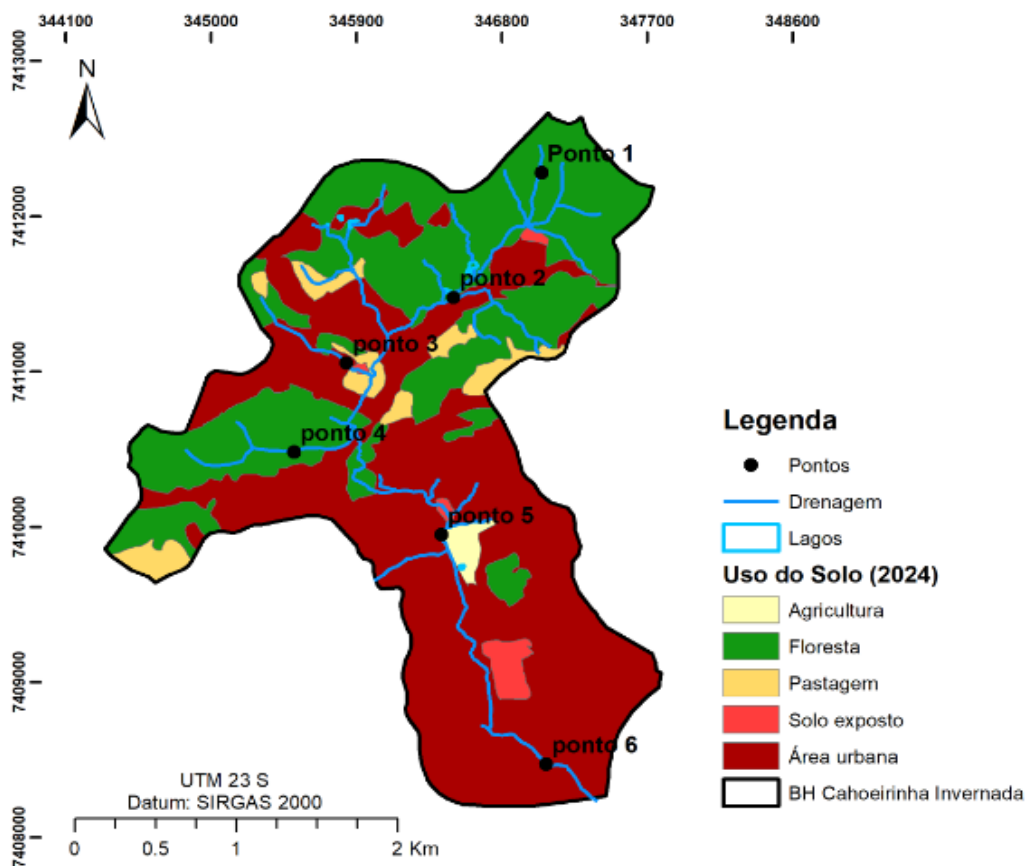 344100 345000 345900 346800 347700 348600
7413000
N
Ponto 1
7412000
ponto 2
ponto 3
7411000
ponto 4
Legenda
Pontos
Drenagem
ponto 5
7410000
Lagos
Uso do Solo (2024)
Agricultura
Floresta
Pastagem
7409000
Solo exposto
ponto 6
Área urbana
UTM 23 S
Datum: SIRGAS 2000
BH Cahoeirinha Invernada
7408000
0 0.5 1 2 Km